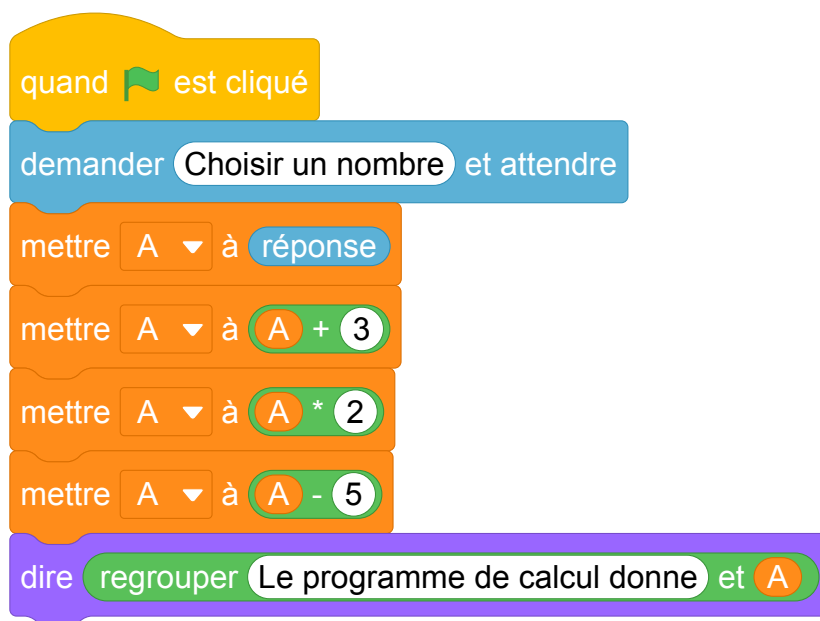 quand est cliqué
demander Choisir un nombre et attendre
mettre A à réponse
mettre A à A + 3
mettre A à A * 2
mettre A à A - 5
dire regrouper Le programme de calcul donne et A